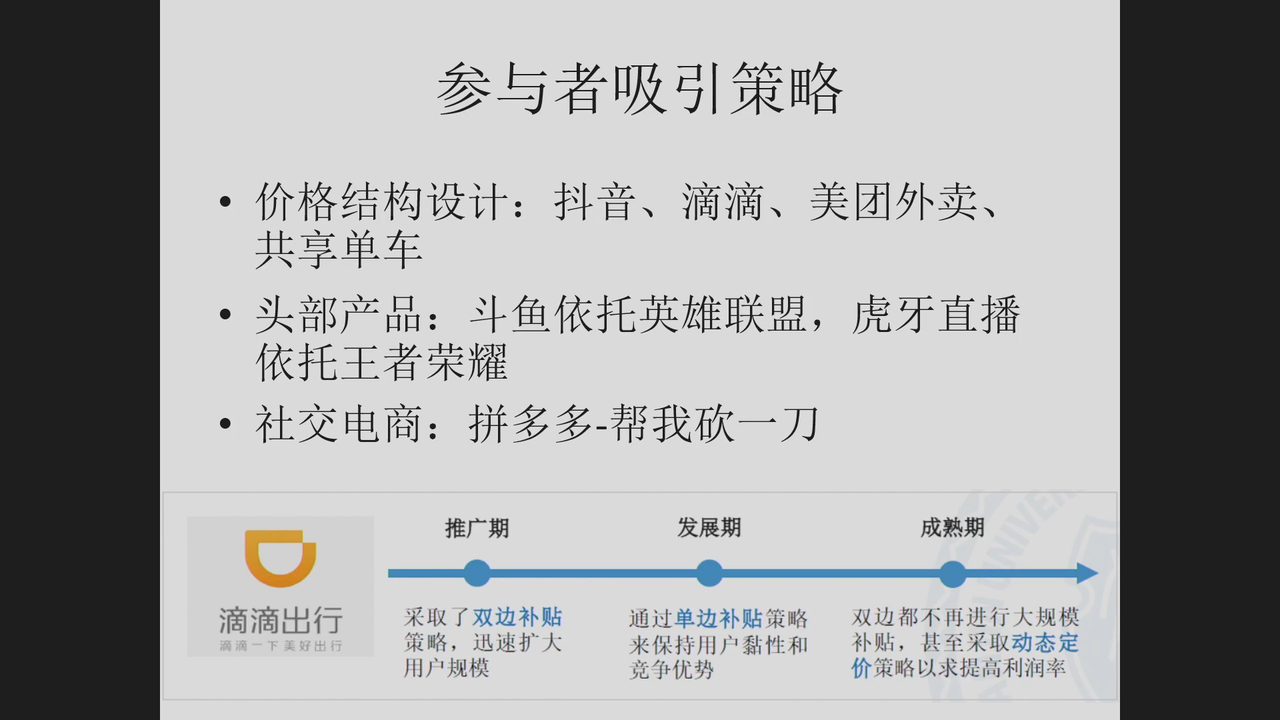 参与者吸引策略
• 价格结构设计：抖音、滴滴、美团外卖、
共享单车
• 头部产品：斗鱼依托英雄联盟，虎牙直播
依托王者荣耀
• 社交电商：拼多多-帮我砍一刀
滴滴出行
滴滴一下 美好出行
推广期
采取了双边补贴
策略，迅速扩大
用户规模
发展期
通过单边补贴策略
来保持用户黏性和
竞争优势
成熟期
双边都不再进行大规模
补贴，甚至采取动态定
价策略以求提高利润率